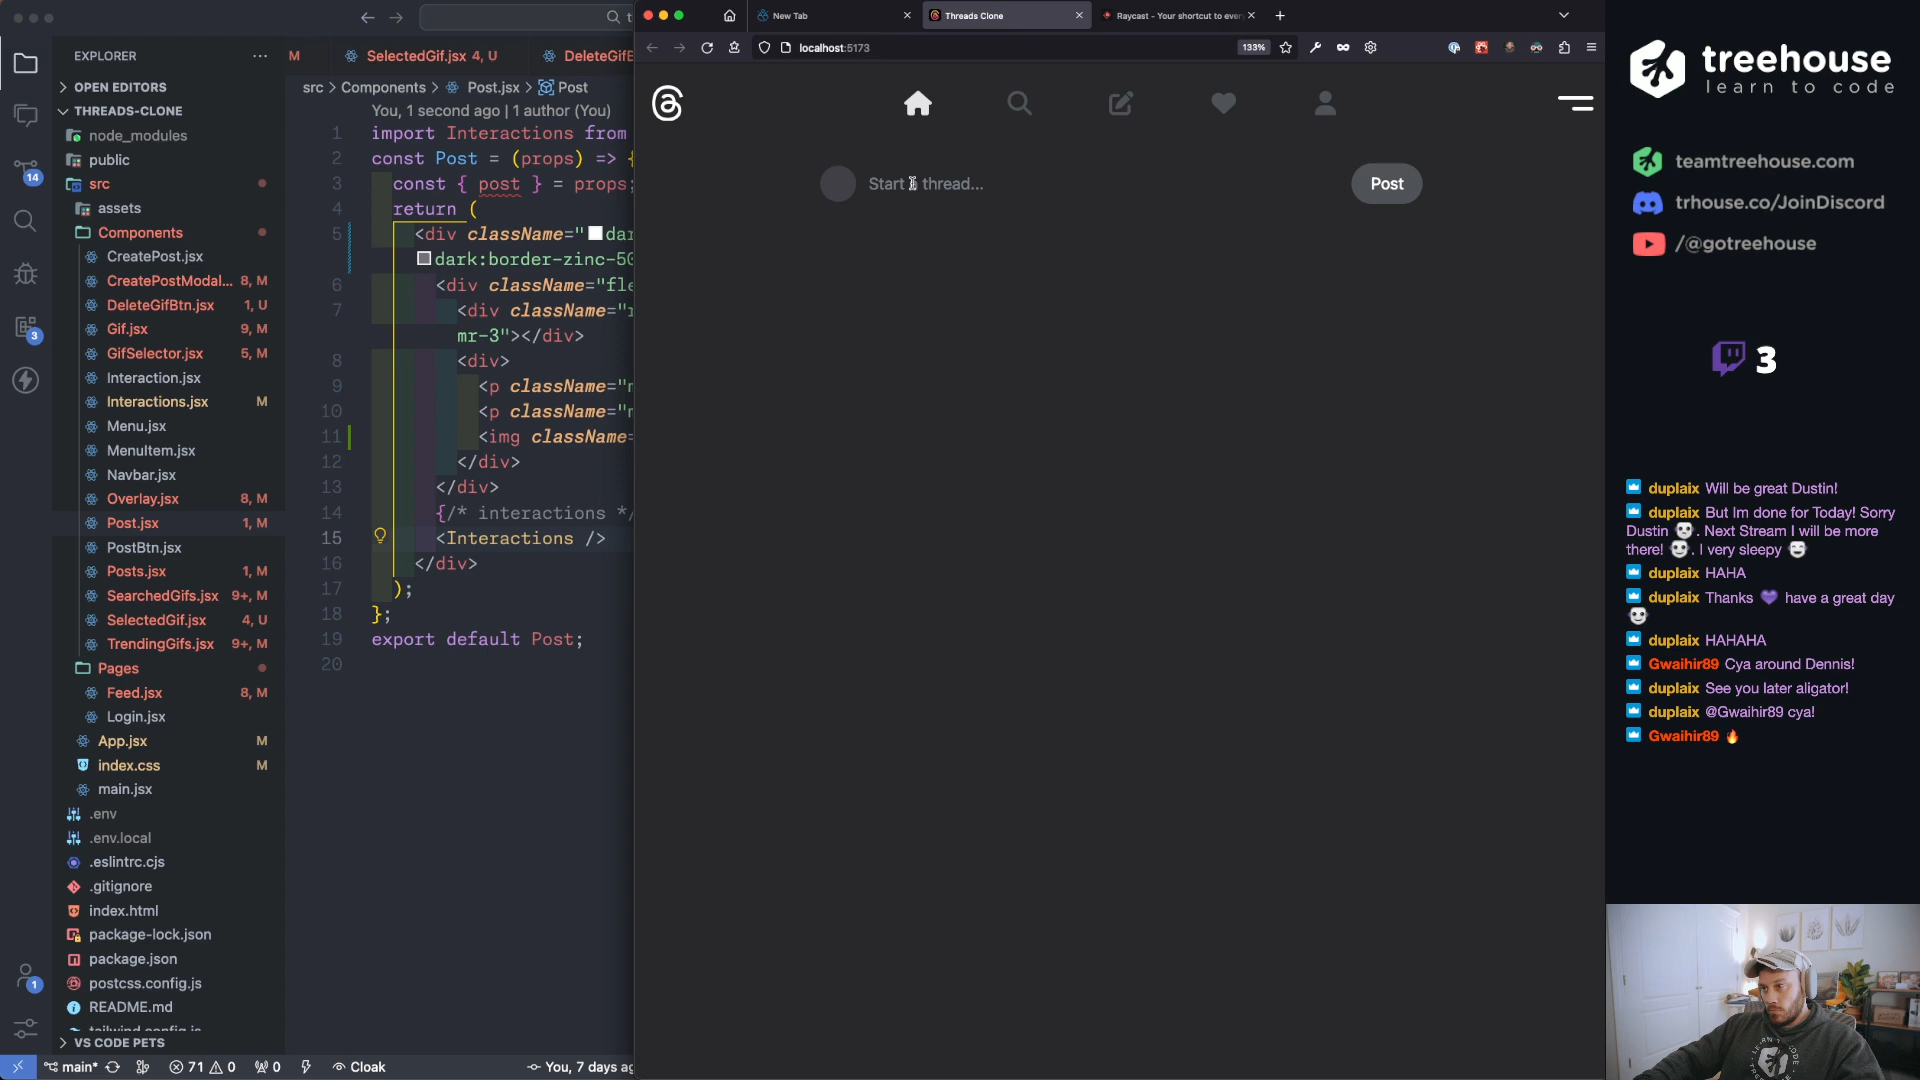 EXPLORER
OPEN EDITORS
THREADS-CLONE
node_modules
public
src
assets
Components
CreatePost.jsx
CreatePostModal... 8, M
DeleteGifBtn.jsx 1, U
Gif.jsx 9, M
GifSelector.jsx 5, M
Interaction.jsx
Interactions.jsx M
Menu.jsx
MenuItem.jsx
Navbar.jsx
Overlay.jsx 8, M
Post.jsx 1, M
PostBtn.jsx
Posts.jsx 1, M
SearchedGifs.jsx 9+, M
SelectedGif.jsx 4, U
TrendingGifs.jsx 9+, M
Pages
Feed.jsx 8, M
Login.jsx
App.jsx M
index.css M
main.jsx
.env
.env.local
.eslintrc.cjs
.gitignore
index.html
package-lock.json
package.json
postcss.config.js
README.md
tailwind.config.js
VS CODE PETS
14
3
1
main* 71 0 0 Cloak You, 7 days ag
M SelectedGif.jsx 4, U DeleteGifB
src > Components > Post.jsx > Post
You, 1 second ago | 1 author (You)
1 import Interactions from
2 const Post = (props) => {
3 const { post } = props;
4 return (
5 <div className=" dar
dark:border-zinc-50
6 <div className="fle
7 <div className="r
mr-3"></div>
8 <div>
9 <p className="m
10 <p className="m
11 <img className=
12 </div>
13 </div>
14 {/* interactions */
15 <Interactions />
16 </div>
17 );
18 };
19 export default Post;
20
New Tab
Threads Clone
Raycast - Your shortcut to ever
localhost:5173
133%
Start a thread...
Post
treehouse
learn to code
teamtreehouse.com
trhouse.co/JoinDiscord
/@gotreehouse
3
duplaix Will be great Dustin!
duplaix But Im done for Today! Sorry
Dustin . Next Stream I will be more
there! . I very sleepy
duplaix HAHA
duplaix Thanks 💜 have a great day
duplaix HAHAHA
Gwaihir89 Cya around Dennis!
duplaix See you later aligator!
duplaix @Gwaihir89 cya!
Gwaihir89 🔥